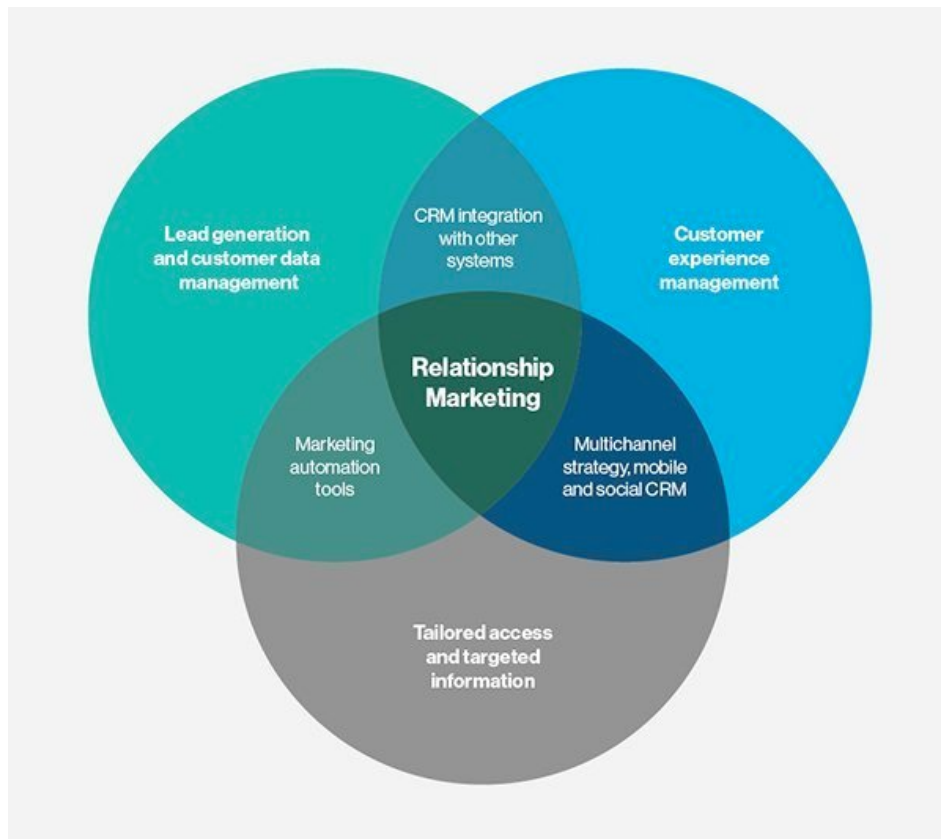 Lead generation
and customer data
management
CRM integration
with other
systems
Customer
experience
management
Relationship
Marketing
Marketing
automation
tools
Multichannel
strategy, mobile
and social CRM
Tailored access
and targeted
information